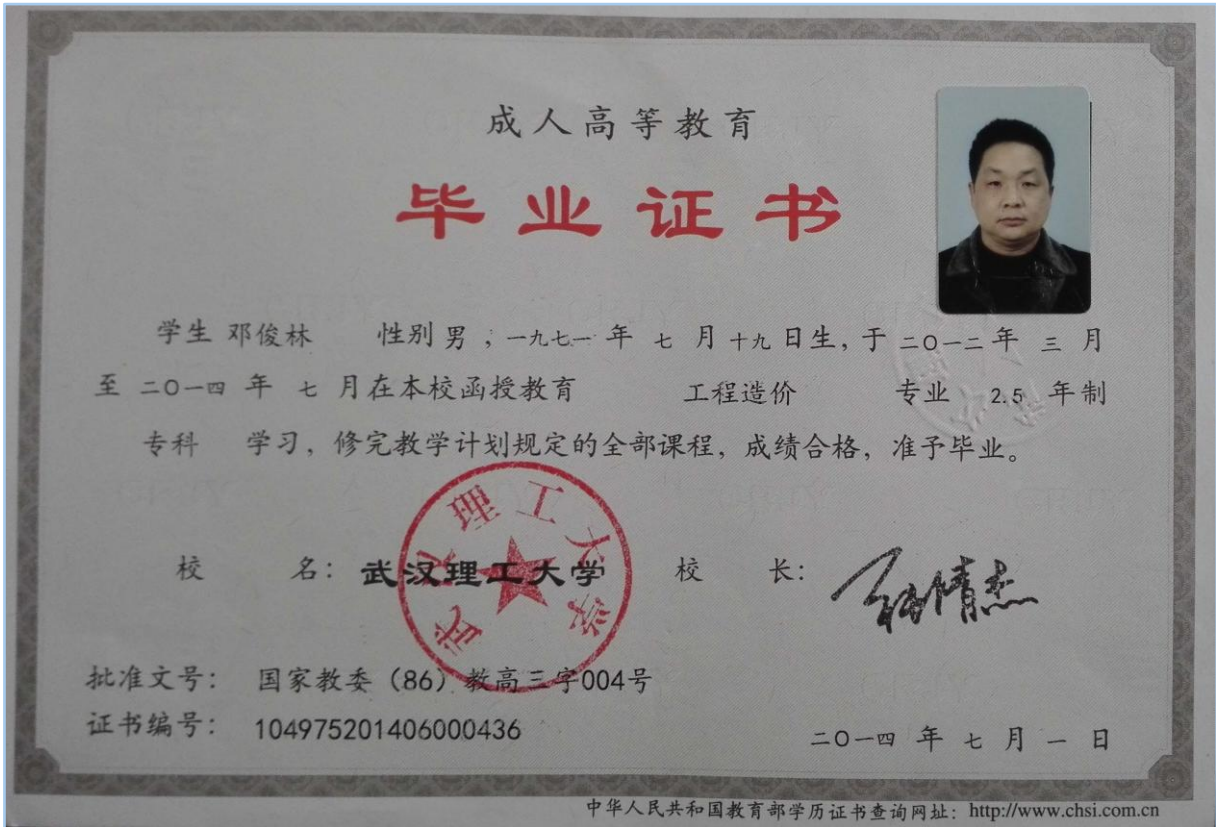 成人高等教育
毕业证书
学生 邓俊林 性别 男 ，一九七一 年 七 月 十九 日生，于 二〇一二 年 三 月
至 二〇一四 年 七 月在本校函授教育 工程造价 专业 2.5 年制
专科 学习，修完教学计划规定的全部课程，成绩合格，准予毕业。
武汉理工大学
校 名：武汉理工大学 校 长：
批准文号： 国家教委（86）教高三字004号
证书编号： 104975201406000436
二〇一四 年 七 月 一 日
中华人民共和国教育部学历证书查询网址：http://www.chsi.com.cn